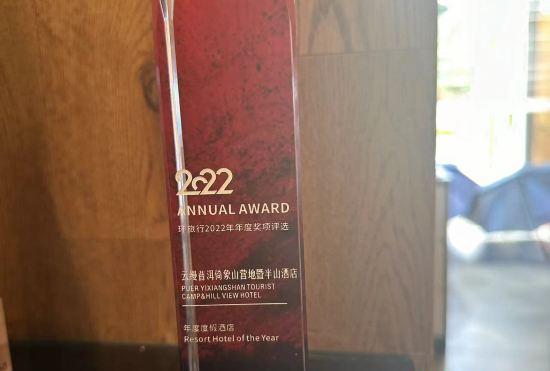 2022
ANNUAL AWARD
环旅行2022年年度奖项评选
云缦普洱倚象山营地暨半山酒店
PUER YIXIANGSHAN TOURIST
CAMP&HILL VIEW HOTEL
年度度假酒店
Resort Hotel of the Year